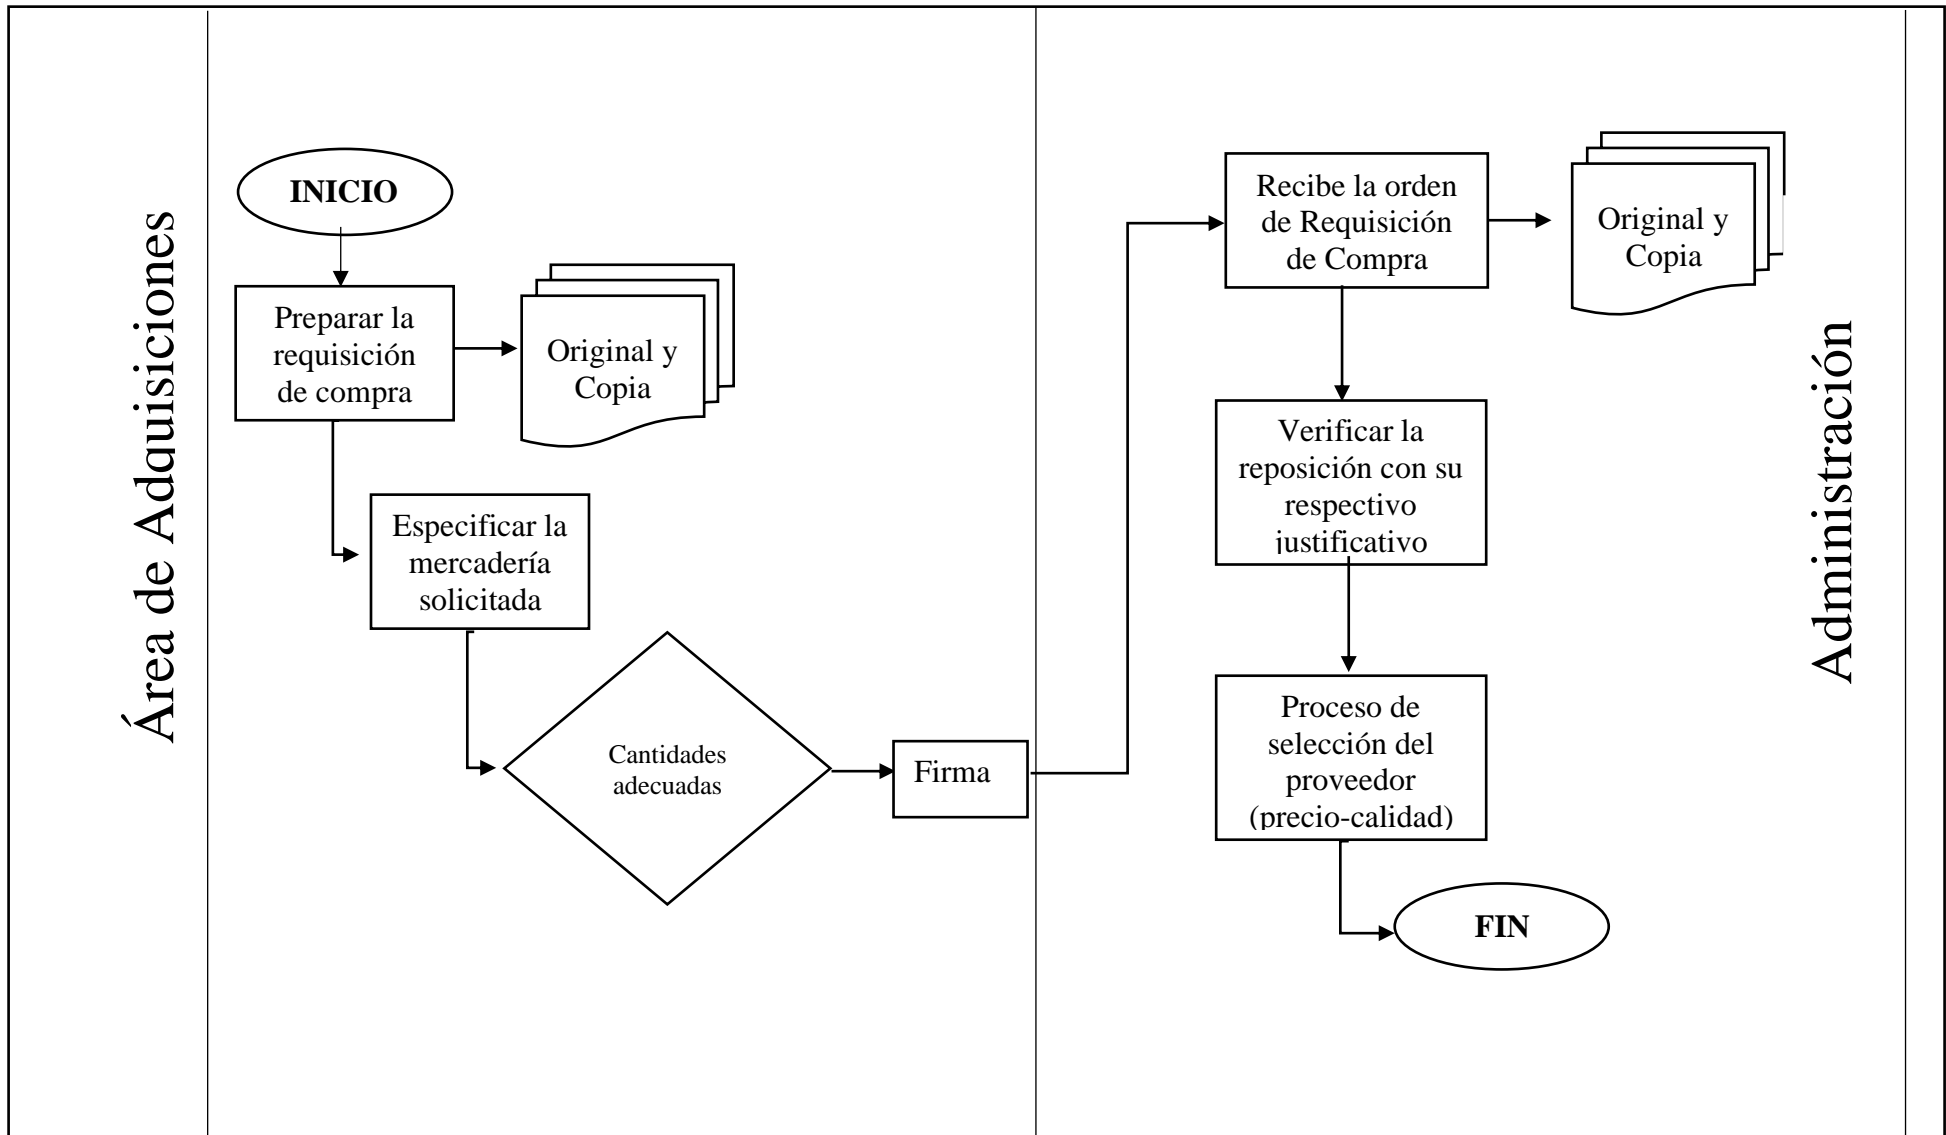 Área de Adquisiciones
INICIO
Preparar la
requisición
de compra
Original y
Copia
Especificar la
mercadería
solicitada
Cantidades
adecuadas
Firma
Recibe la orden
de Requisición
de Compra
Original y
Copia
Verificar la
reposición con su
respectivo
justificativo
Proceso de
selección del
proveedor
(precio-calidad)
FIN
Administración